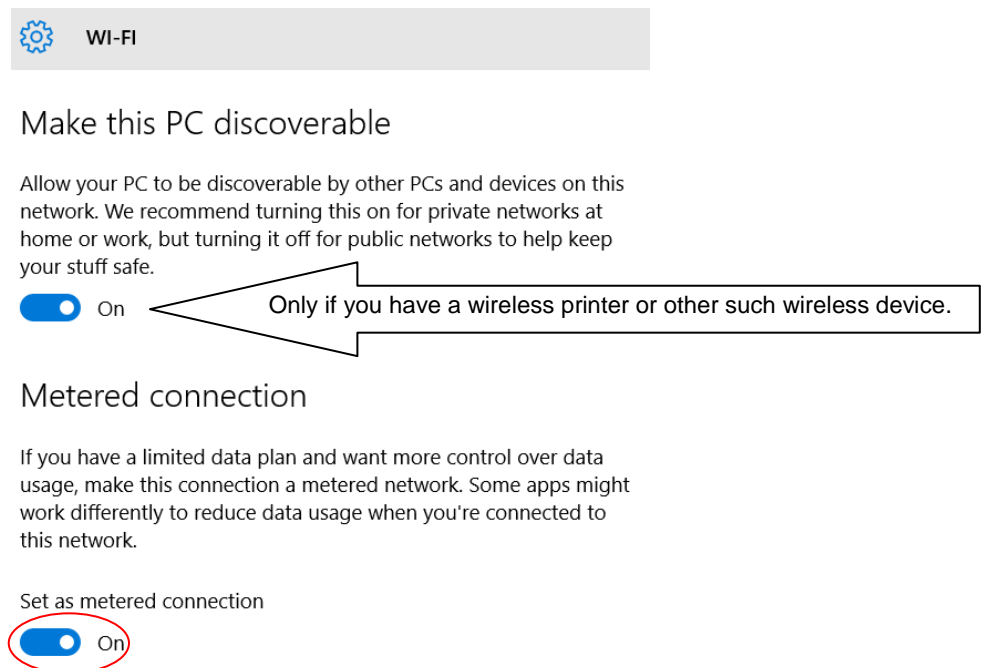 WI-FI
Make this PC discoverable
Allow your PC to be discoverable by other PCs and devices on this
network. We recommend turning this on for private networks at
home or work, but turning it off for public networks to help keep
your stuff safe.
On
Only if you have a wireless printer or other such wireless device.
Metered connection
If you have a limited data plan and want more control over data
usage, make this connection a metered network. Some apps might
work differently to reduce data usage when you're connected to
this network.
Set as metered connection
On